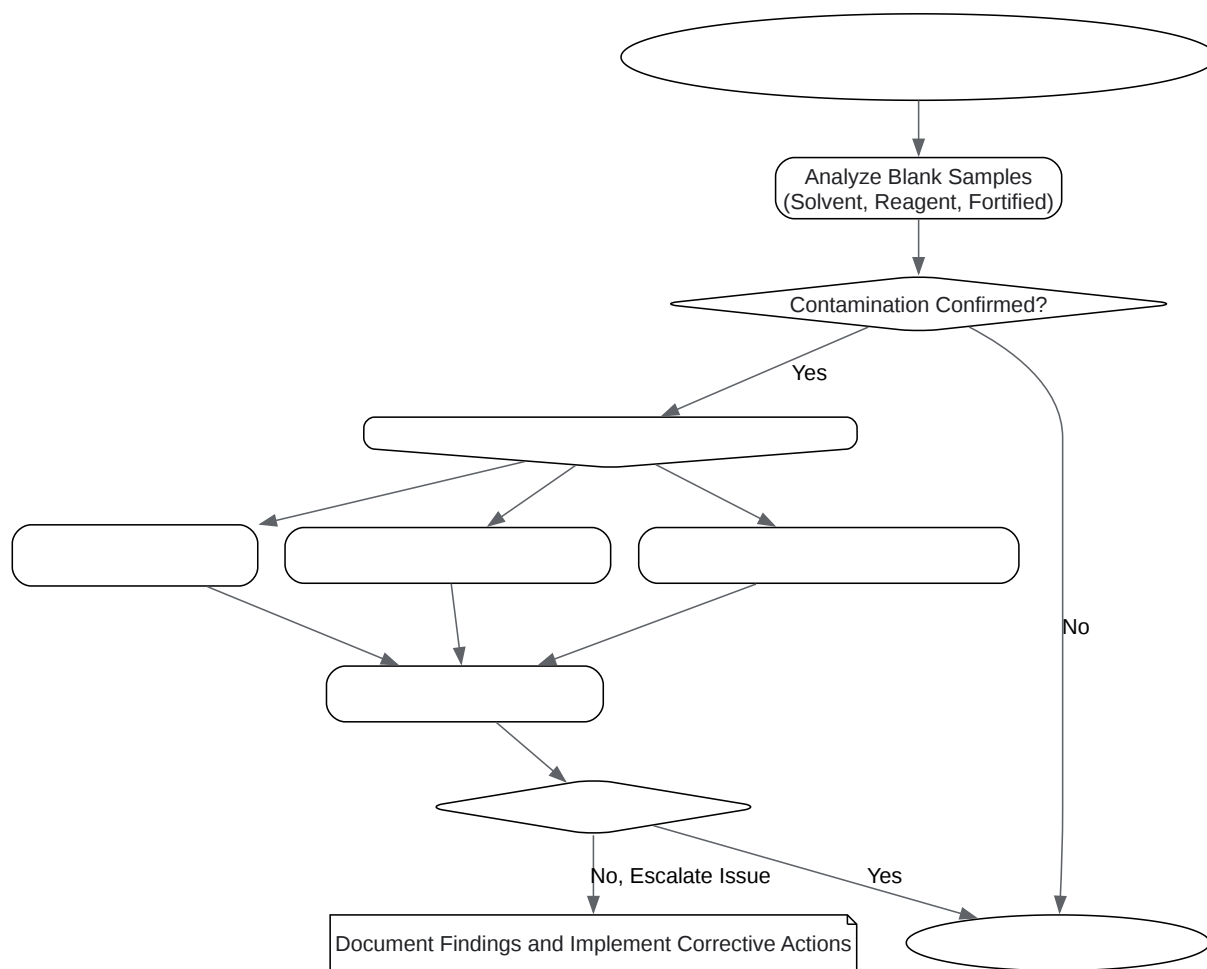 Analyze Blank Samples
(Solvent, Reagent, Fortified)
Contamination Confirmed?
Yes
No
No, Escalate Issue
Yes
Document Findings and Implement Corrective Actions